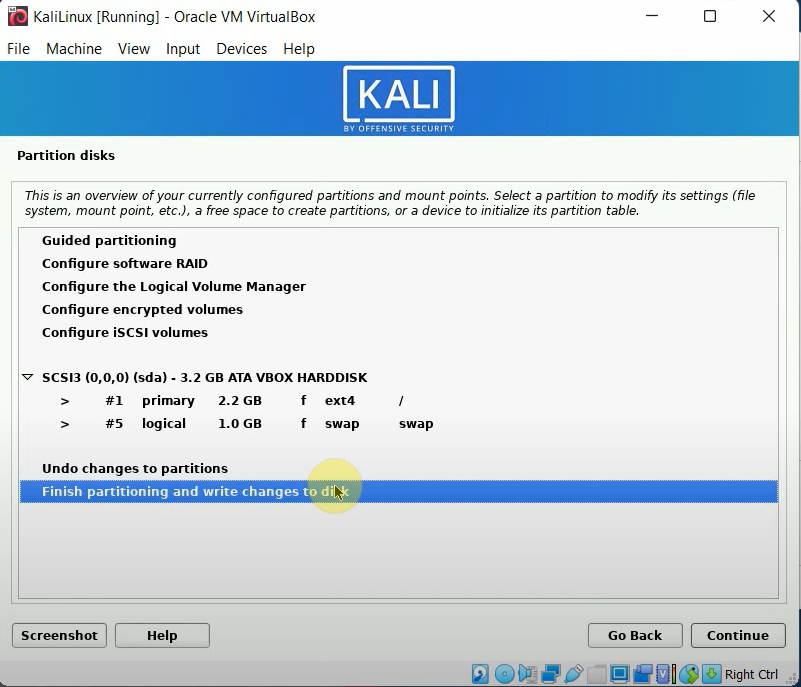 KaliLinux [Running] - Oracle VM VirtualBox
File Machine View Input Devices Help
KALI
BY OFFENSIVE SECURITY
Partition disks
This is an overview of your currently configured partitions and mount points. Select a partition to modify its settings (file
system, mount point, etc.), a free space to create partitions, or a device to initialize its partition table.
Guided partitioning
Configure software RAID
Configure the Logical Volume Manager
Configure encrypted volumes
Configure iSCSI volumes
SCSI3 (0,0,0) (sda) - 3.2 GB ATA VBOX HARDDISK
> #1 primary 2.2 GB f ext4 /
> #5 logical 1.0 GB f swap swap
Undo changes to partitions
Finish partitioning and write changes to disk
Screenshot Help Go Back Continue
Right Ctrl